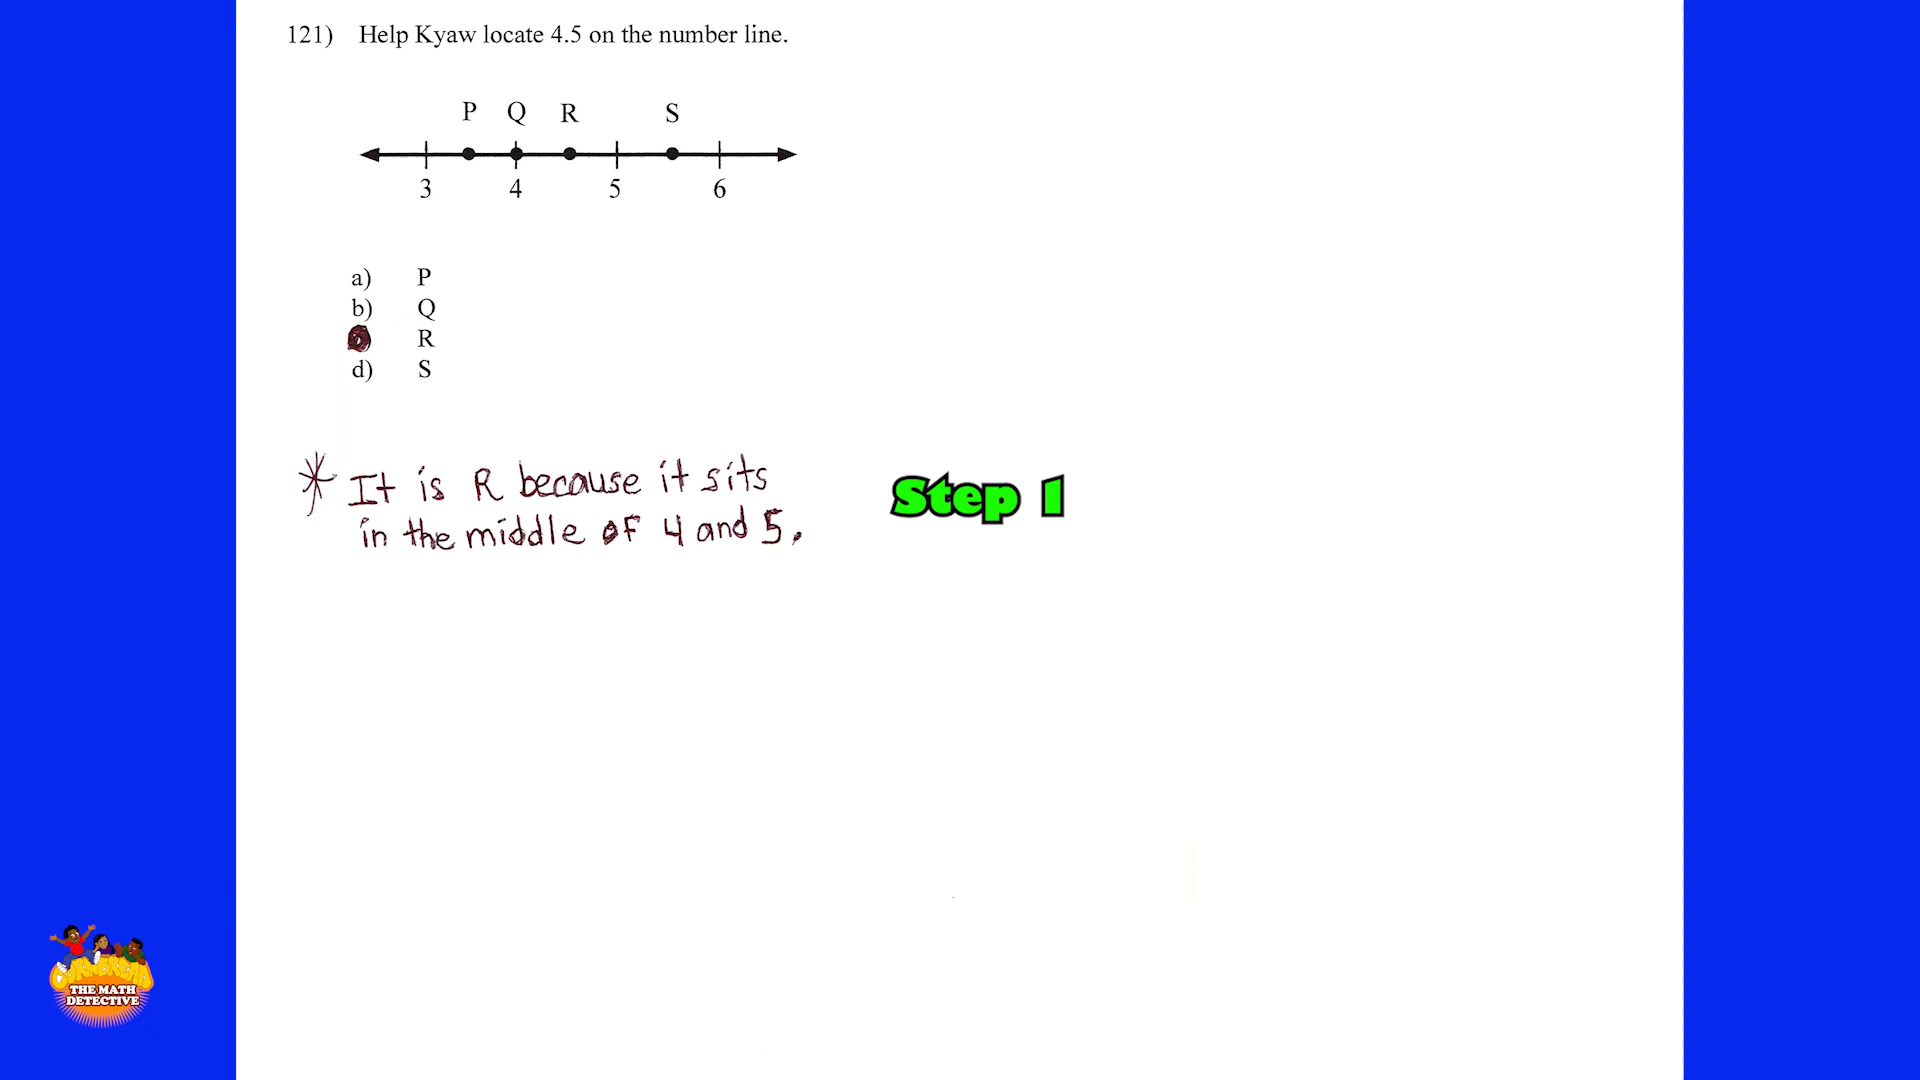 121) Help Kyaw locate 4.5 on the number line.
P Q R S
3 4 5 6
a) P
b) Q
R
d) S
* It is R because it sits
in the middle of 4 and 5.
Step 1
THE MATH
DETECTIVE